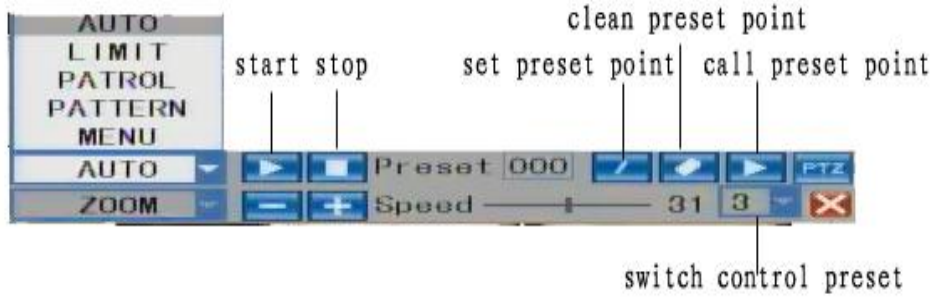 clean preset point
AUTO
LIMIT
PATROL
PATTERN
MENU
start stop
set preset point
call preset point
AUTO
Preset 000
PTZ
ZOOM
Speed
31
3
switch control preset